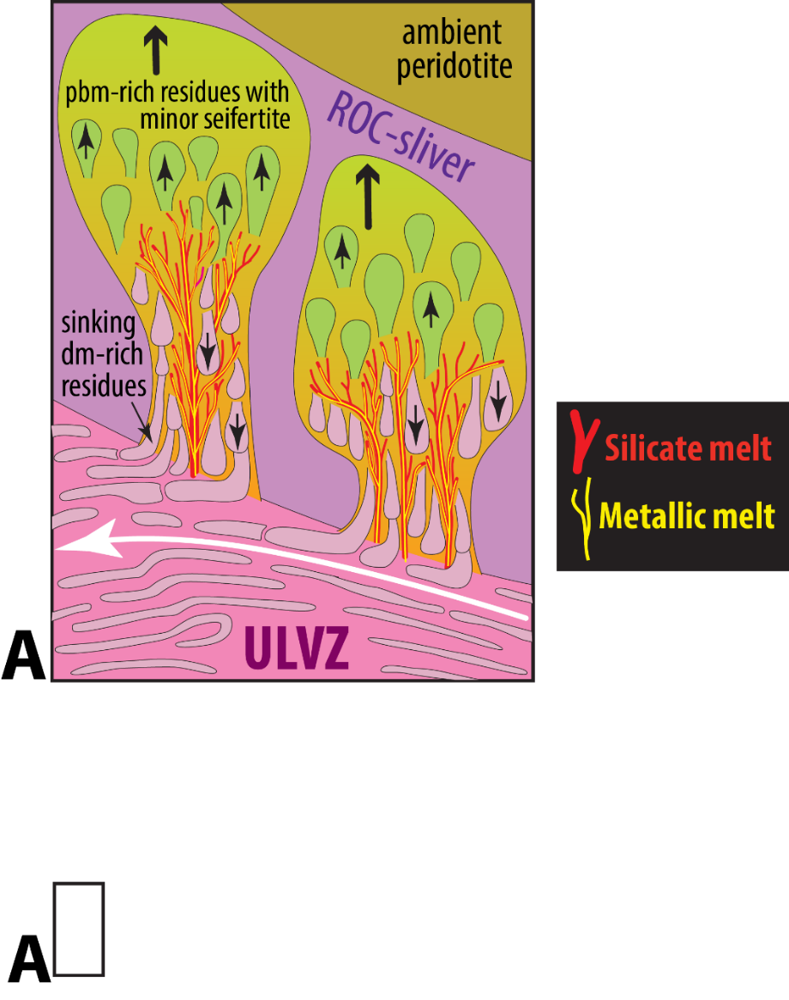 ambient
peridotite
pbm-rich residues with
minor seifertite
ROC-sliver
sinking
dm-rich
residues
Silicate melt
Metallic melt
ULVZ
A
A